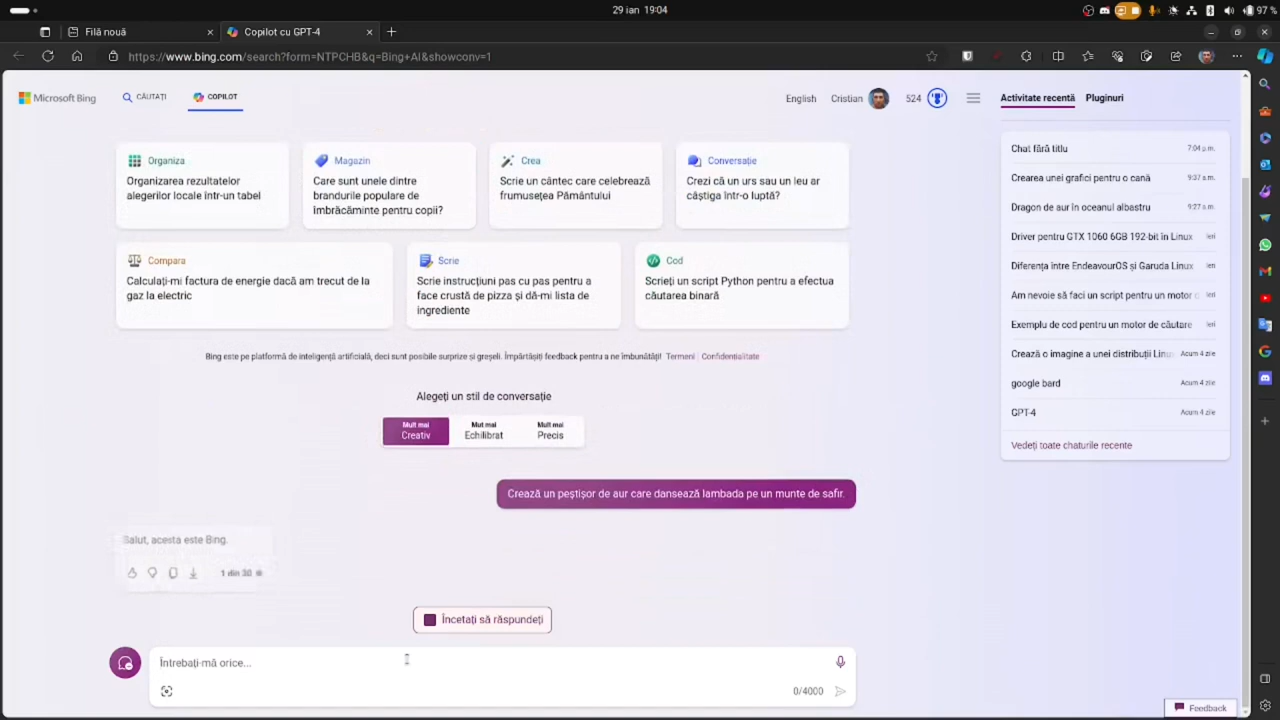 29 ian 19:04
97 %
Filă nouă
Copilot cu GPT-4
https://www.bing.com/search?form=NTPCHB&q=Bing+AI&showconv=1
Microsoft Bing
CĂUTAȚI
COPILOT
English
Cristian
524
Activitate recentă
Pluginuri
Organiza
Organizarea rezultatelor
alegerilor locale într-un tabel
Magazin
Care sunt unele dintre
brandurile populare de
îmbrăcăminte pentru copii?
Crea
Scrie un cântec care celebrează
frumusețea Pământului
Conversație
Crezi că un urs sau un leu ar
câștiga într-o luptă?
Compara
Calculați-mi factura de energie dacă am trecut de la
gaz la electric
Scrie
Scrie instrucțiuni pas cu pas pentru a
face crustă de pizza și dă-mi lista de
ingrediente
Cod
Scrieți un script Python pentru a efectua
căutarea binară
Bing este pe platformă de inteligență artificială, deci sunt posibile surprize și greșeli. Împărtășiți feedback pentru a ne îmbunătăți! Termeni Confidențialitate
Alegeți un stil de conversație
Mult mai
Creativ
Mut mai
Echilibrat
Mult mai
Precis
Crează un peștișor de aur care dansează lambada pe un munte de safir.
Salut, acesta este Bing.
1 din 30
Încetați să răspundeți
Întrebați-mă orice...
0/4000
Chat fără titlu 7:04 p.m.
Crearea unei grafici pentru o cană 9:37 a.m.
Dragon de aur în oceanul albastru 9:27 a.m.
Driver pentru GTX 1060 6GB 192-bit în Linux Ieri
Diferența între EndeavourOS și Garuda Linux Ieri
Am nevoie să faci un script pentru un motor Ieri
Exemplu de cod pentru un motor de căutare Ieri
Crează o imagine a unei distribuții Linu Acum 4 zile
google bard Acum 4 zile
GPT-4 Acum 4 zile
Vedeți toate chaturile recente
Feedback